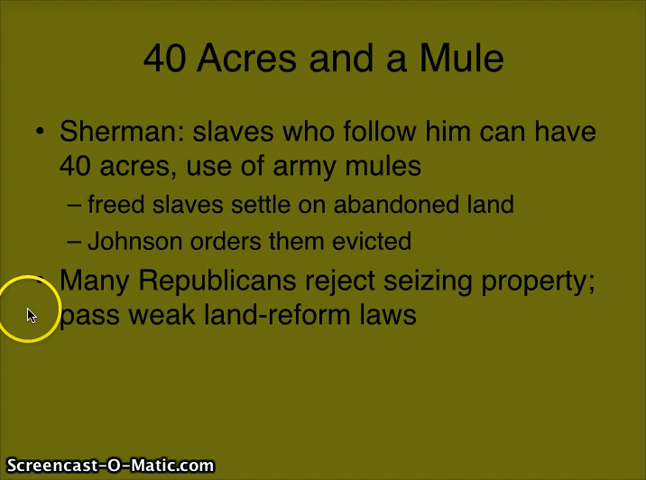 40 Acres and a Mule
• Sherman: slaves who follow him can have
40 acres, use of army mules
– freed slaves settle on abandoned land
– Johnson orders them evicted
• Many Republicans reject seizing property;
pass weak land-reform laws
Screencast-O-Matic.com